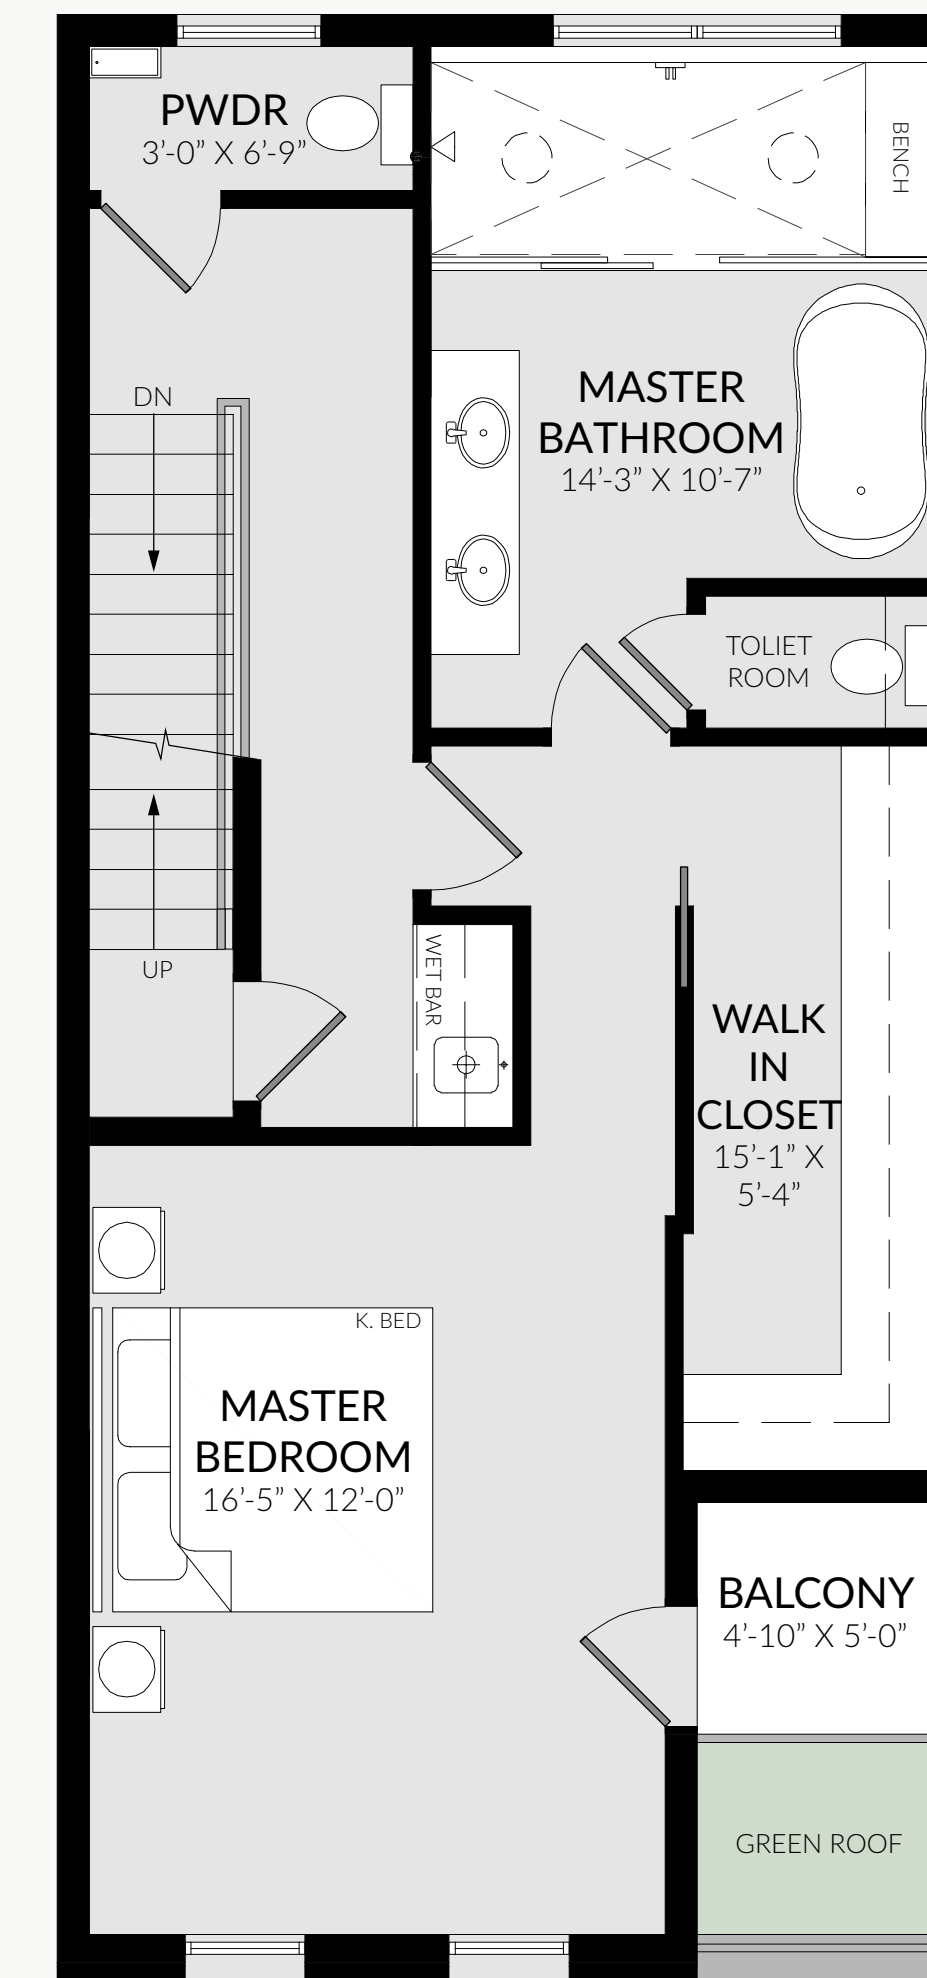 PWDR
3'-0” X 6'-9”
BENCH
DN
MASTER
BATHROOM
14'-3” X 10'-7”
TOLIET
ROOM
UP
WET BAR
WALK
IN
CLOSET
15'-1” X
5'-4”
K. BED
MASTER
BEDROOM
16'-5” X 12'-0”
BALCONY
4'-10” X 5'-0”
GREEN ROOF